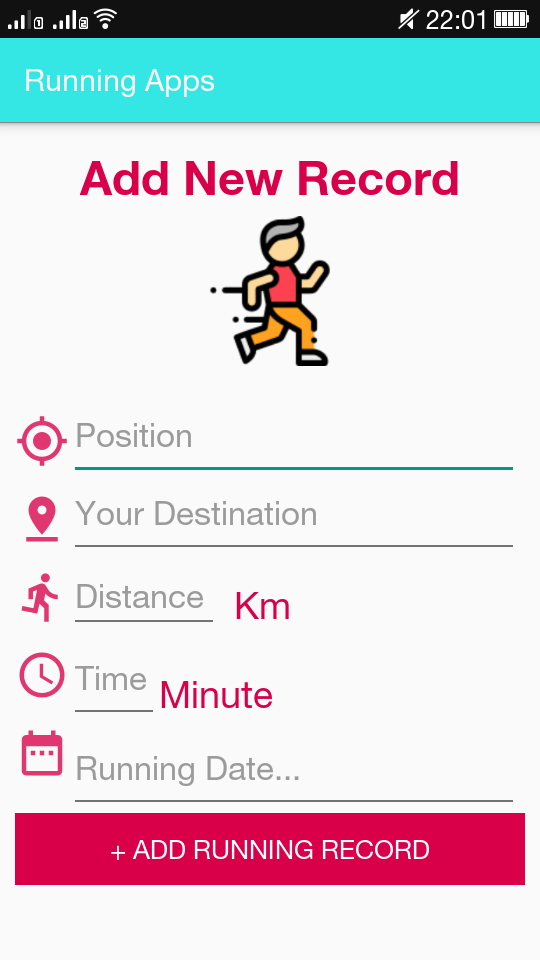 22:01
Running Apps
Add New Record
Position
Your Destination
Distance Km
Time Minute
Running Date...
+ ADD RUNNING RECORD